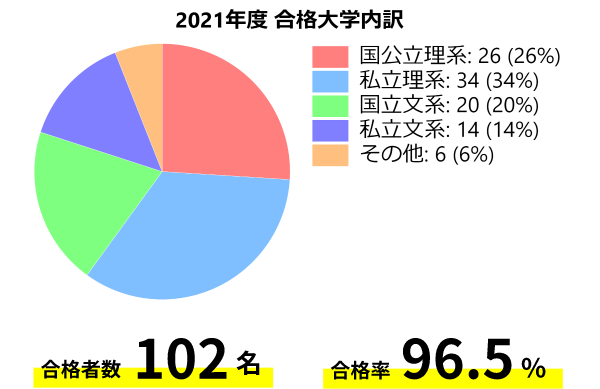 2021年度 合格大学内訳
国公立理系: 26 (26%)
私立理系: 34 (34%)
国立文系: 20 (20%)
私立文系: 14 (14%)
その他: 6 (6%)
合格者数 102 名
合格率 96.5 %